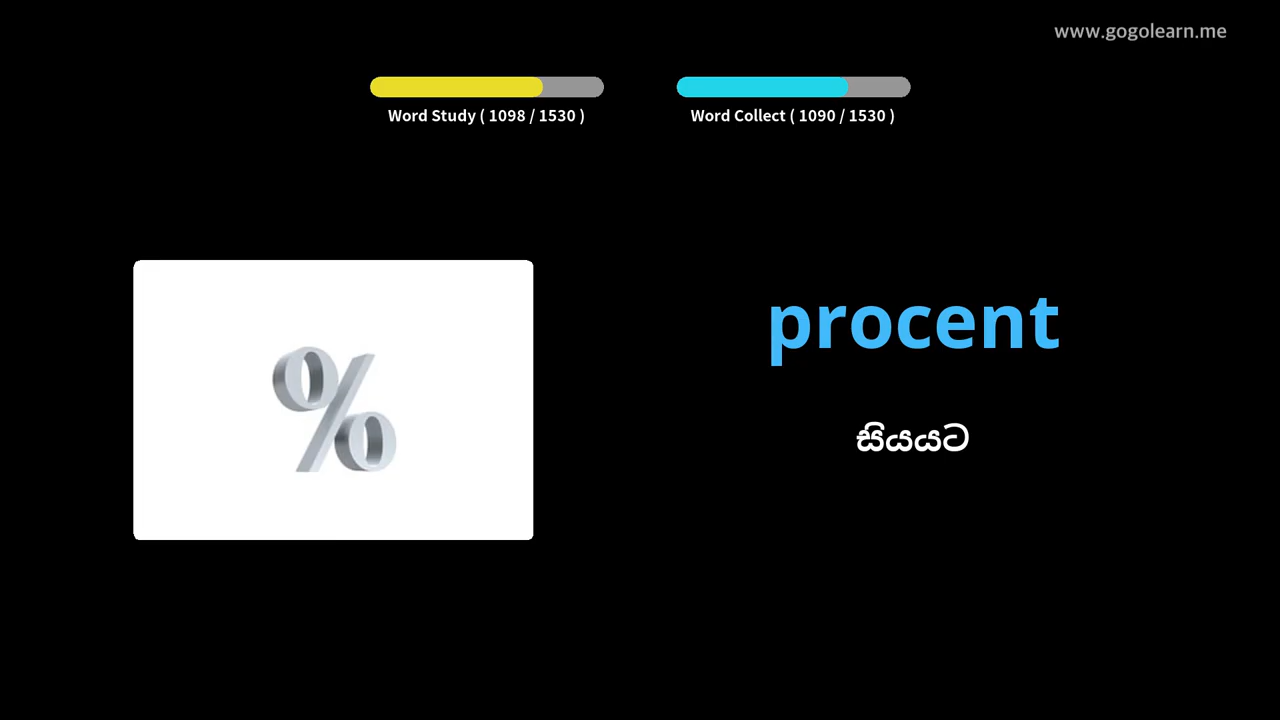 www.gogolearn.me
Word Study ( 1098 / 1530 )
Word Collect ( 1090 / 1530 )
%
procent
සියයට